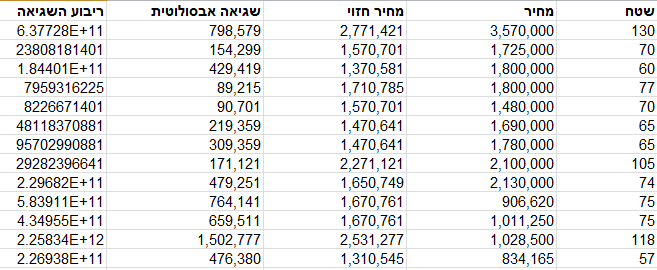 שטח מחיר מחיר חזוי שגיאה אבסולוטית ריבוע השגיאה
130 3,570,000 2,771,421 798,579 6.37728E+11
70 1,725,000 1,570,701 154,299 23808181401
60 1,800,000 1,370,581 429,419 1.84401E+11
77 1,800,000 1,710,785 89,215 7959316225
70 1,480,000 1,570,701 90,701 8226671401
65 1,690,000 1,470,641 219,359 48118370881
65 1,780,000 1,470,641 309,359 95702990881
105 2,100,000 2,271,121 171,121 29282396641
74 2,130,000 1,650,749 479,251 2.29682E+11
75 906,620 1,670,761 764,141 5.83911E+11
75 1,011,250 1,670,761 659,511 4.34955E+11
118 1,028,500 2,531,277 1,502,777 2.25834E+12
57 834,165 1,310,545 476,380 2.26938E+11